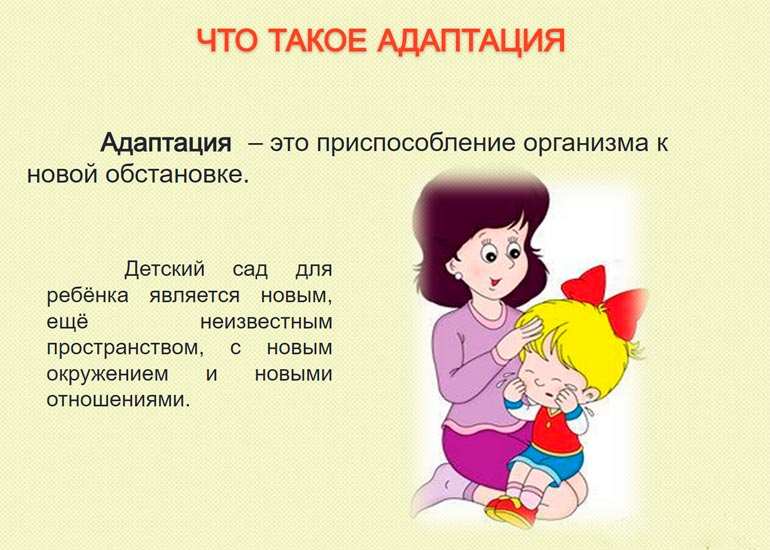 ЧТО ТАКОЕ АДАПТАЦИЯ
Адаптация – это приспособление организма к
новой обстановке.
Детский сад для
ребёнка является новым,
ещё неизвестным
пространством, с новым
окружением и новыми
отношениями.